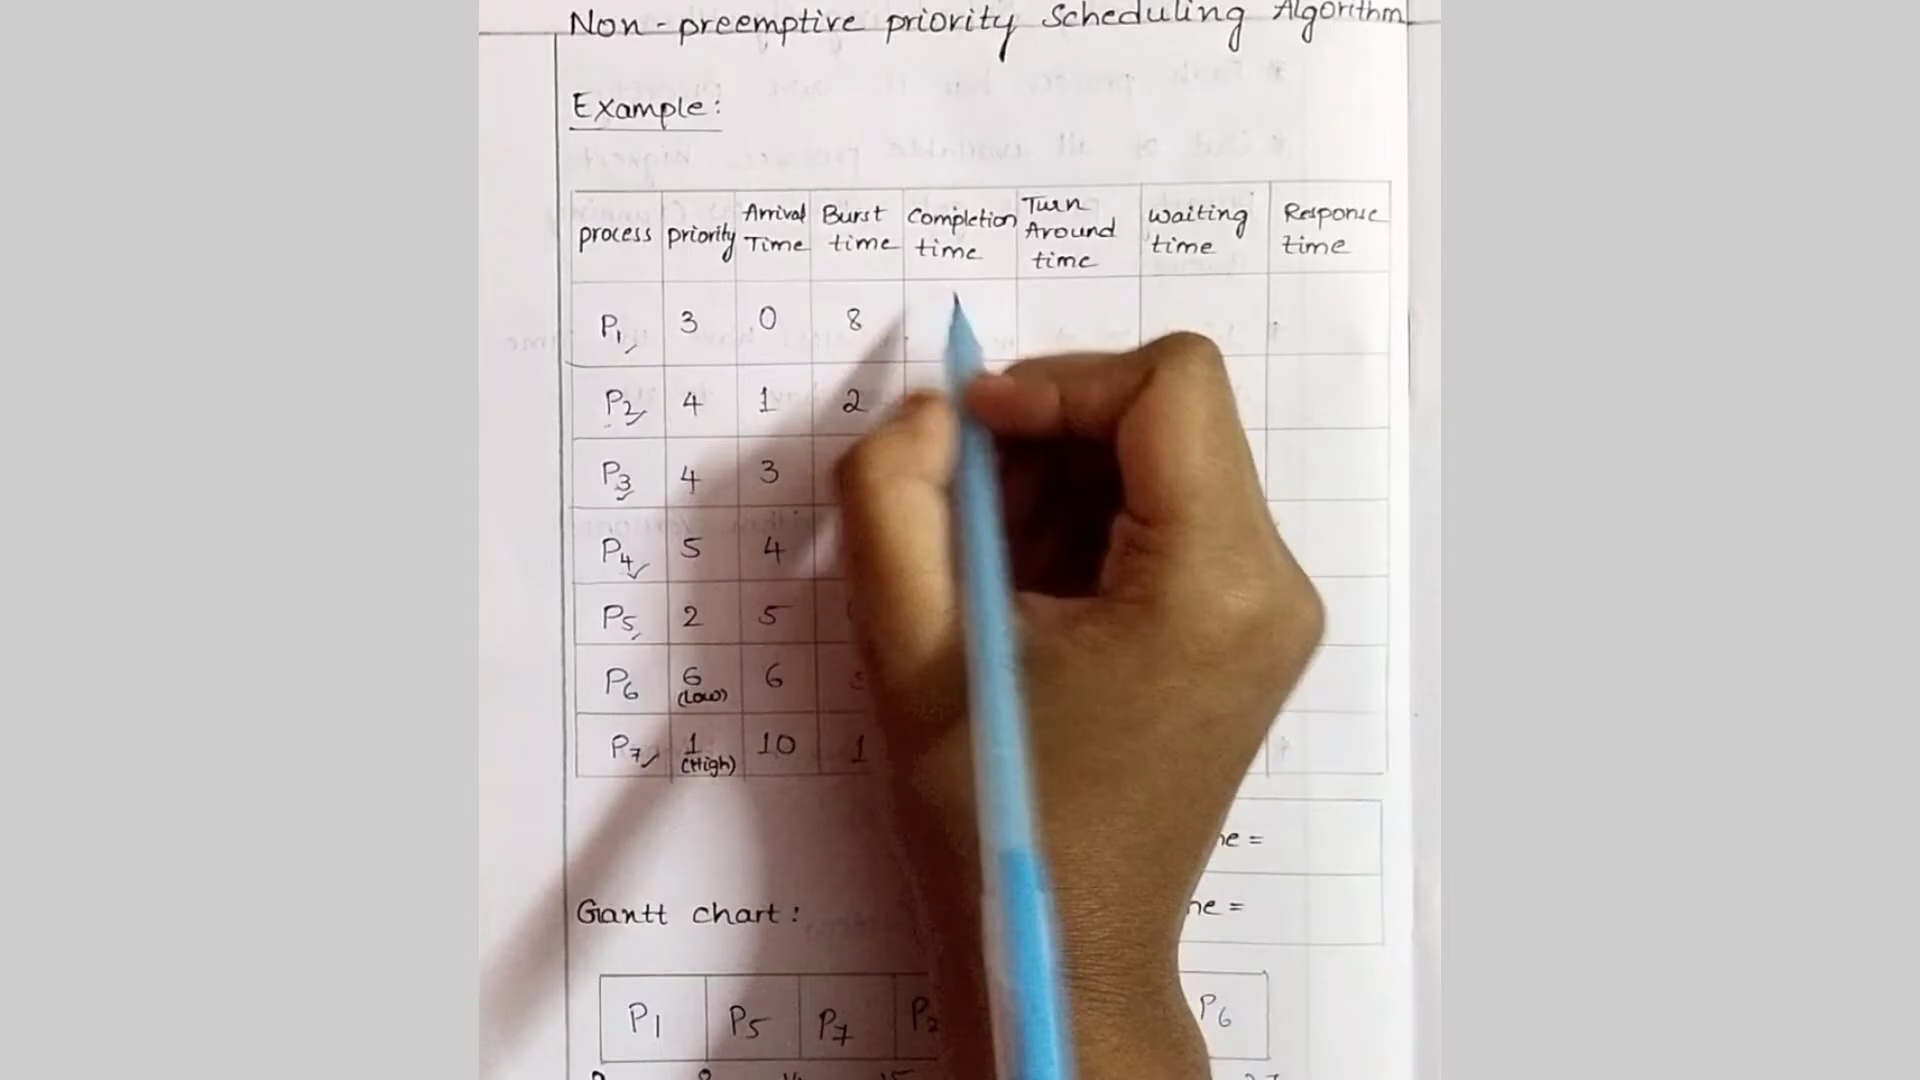 Non-preemptive priority Scheduling Algorithm
Example:
process priority Arrival Time Burst time Completion time Turn Around time waiting time Response time
P1 3 0 8
P2 4 1 2
P3 4 3
P4 5 4
P5 2 5
P6 6 (Low) 6
P7 1 (High) 10 1
=
Gantt chart:
=
P1 P5 P7 P2 P6